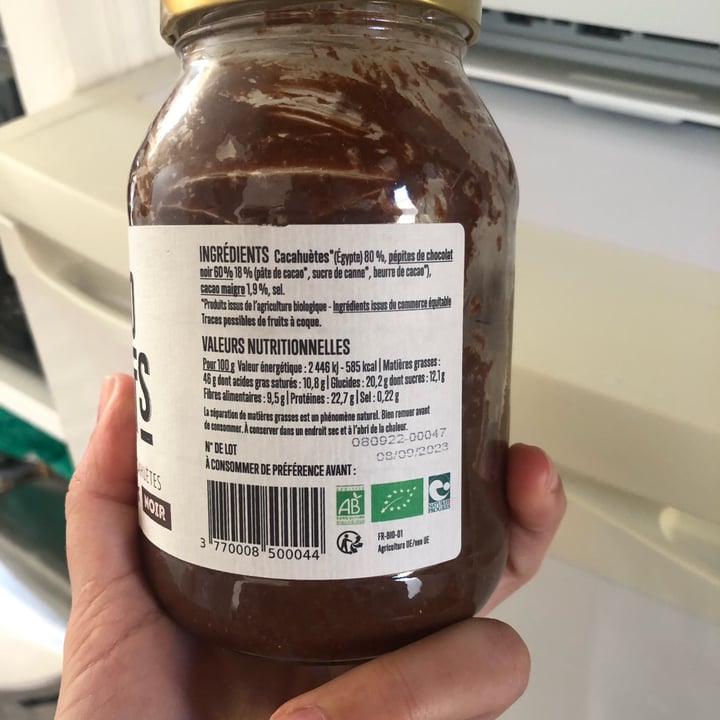 INGRÉDIENTS Cacahuètes* (Égypte) 80 %, pépites de chocolat
noir 60% 18 % (pâte de cacao*, sucre de canne*, beurre de cacao*),
cacao maigre 1,9 %, sel.
*Produits issus de l'agriculture biologique - Ingrédients issus du commerce équitable
Traces possibles de fruits à coque.
VALEURS NUTRITIONNELLES
Pour 100 g Valeur énergétique : 2 446 kj - 585 kcal | Matières grasses :
46 g dont acides gras saturés : 10,8 g | Glucides : 20,2 g dont sucres : 12,1 g
Fibres alimentaires : 9,5 g | Protéines : 22,7 g | Sel : 0,22 g
La séparation de matières grasses est un phénomène naturel. Bien remuer avant
de consommer. À conserver dans un endroit sec et à l'abri de la chaleur.
N° DE LOT 080922-00047
À CONSOMMER DE PRÉFÉRENCE AVANT : 08/09/2023
NOIR
AB
3 770008 500044
FR-BIO-01
Agriculture UE/non UE